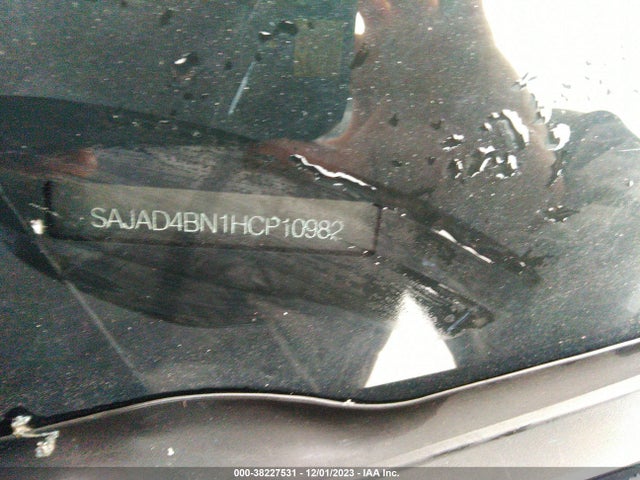 SAJAD4BN1HCP10982
000-38227531 - 12/01/2023 - IAA Inc.